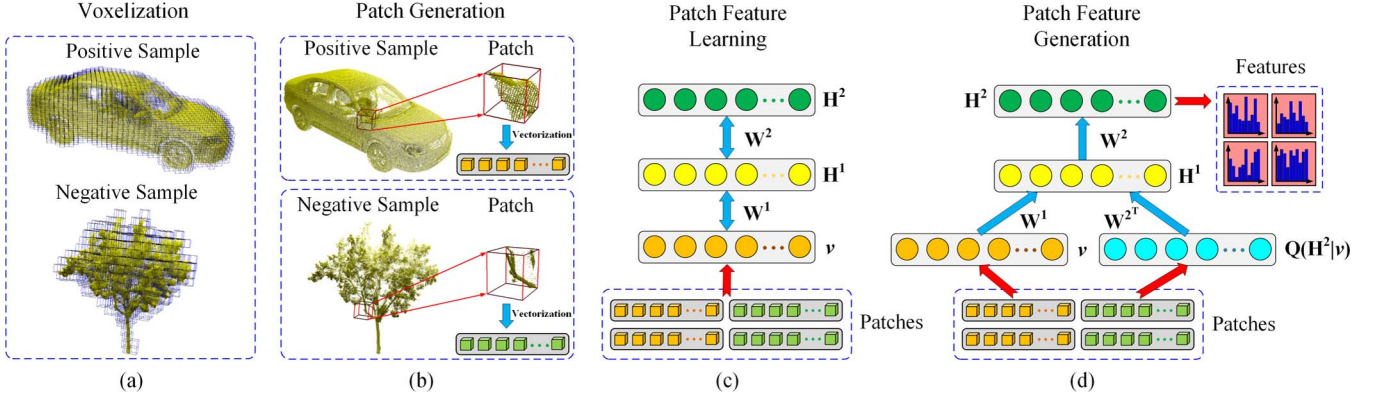 Voxelization
Positive Sample
Negative Sample
(a)
Patch Generation
Positive Sample
Patch
Vectorization
Negative Sample
Patch
Vectorization
(b)
Patch Feature
Learning
H²
W²
H¹
W¹
v
Patches
(c)
Patch Feature
Generation
Features
H²
W²
H¹
W¹
W²ᵀ
v
Q(H²|v)
Patches
(d)